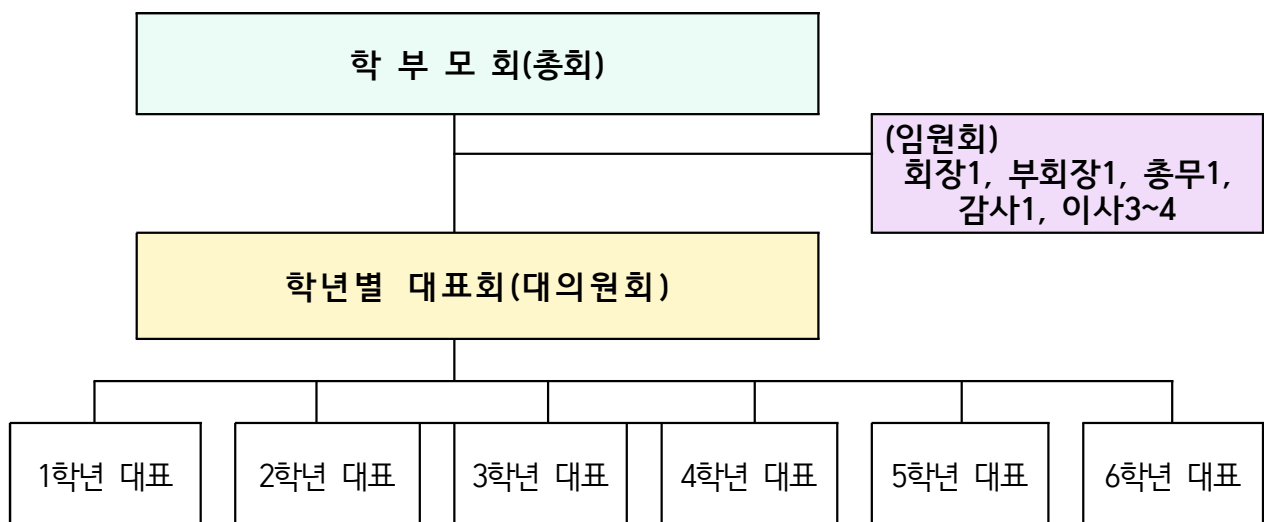 학 부 모 회(총회)
(임원회)
회장1, 부회장1, 총무1,
감사1, 이사3~4
학년별 대표회(대의원회)
1학년 대표
2학년 대표
3학년 대표
4학년 대표
5학년 대표
6학년 대표